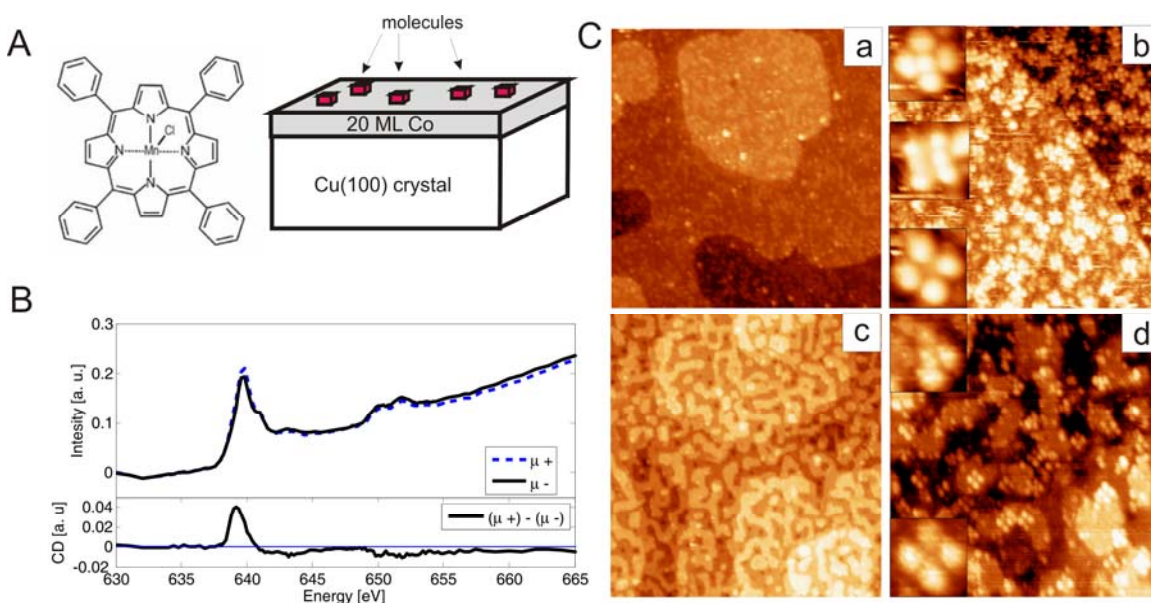 A
N
Cl
N
Mn
N
N
molecules
20 ML Co
Cu(100) crystal
B
0.3
0.2
0.1
0
Intesity [a. u.]
μ +
μ -
0.04
0.02
0
-0.02
CD [a. u]
(μ +) - (μ -)
630 635 640 645 650 655 660 665
Energy [eV]
C
a
b
c
d